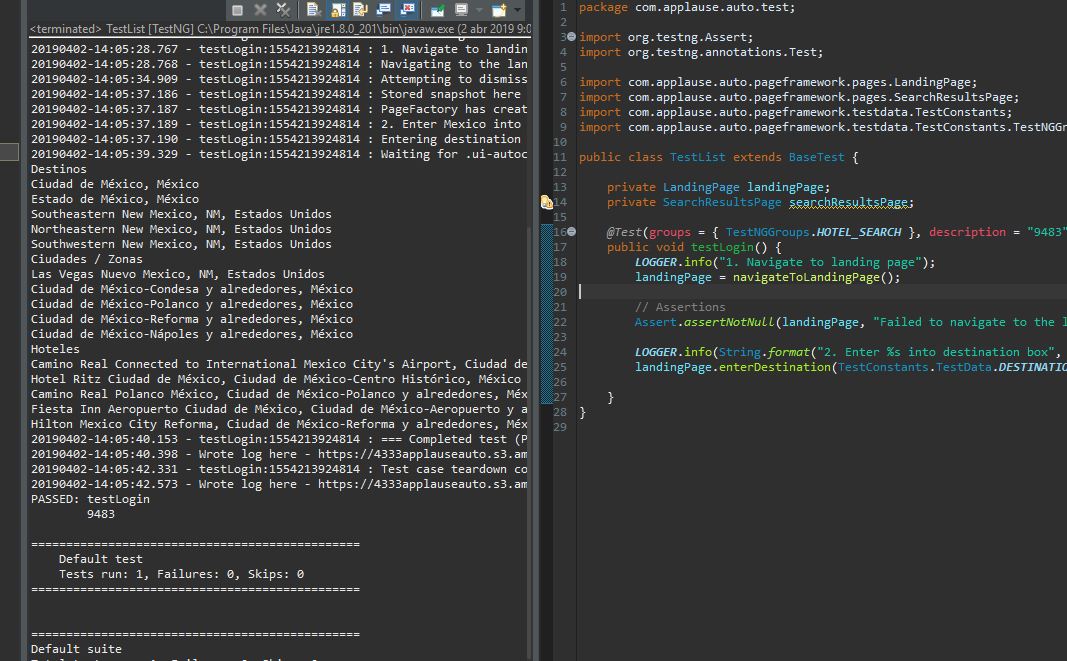 <terminated> TestList [TestNG] C:\Program Files\Java\jre1.8.0_201\bin\javaw.exe (2 abr 2019 9:0
20190402-14:05:28.767 - testLogin:1554213924814 : 1. Navigate to landin
20190402-14:05:28.768 - testLogin:1554213924814 : Navigating to the lan
20190402-14:05:34.909 - testLogin:1554213924814 : Attempting to dismiss
20190402-14:05:37.186 - testLogin:1554213924814 : Stored snapshot here
20190402-14:05:37.187 - testLogin:1554213924814 : PageFactory has creat
20190402-14:05:37.189 - testLogin:1554213924814 : 2. Enter Mexico into
20190402-14:05:37.190 - testLogin:1554213924814 : Entering destination
20190402-14:05:39.329 - testLogin:1554213924814 : Waiting for .ui-autoc
Destinos
Ciudad de México, México
Estado de México, México
Southeastern New Mexico, NM, Estados Unidos
Northeastern New Mexico, NM, Estados Unidos
Southwestern New Mexico, NM, Estados Unidos
Ciudades / Zonas
Las Vegas Nuevo Mexico, NM, Estados Unidos
Ciudad de México-Condesa y alrededores, México
Ciudad de México-Polanco y alrededores, México
Ciudad de México-Reforma y alrededores, México
Ciudad de México-Nápoles y alrededores, México
Hoteles
Camino Real Connected to International Mexico City's Airport, Ciudad de
Hotel Ritz Ciudad de México, Ciudad de México-Centro Histórico, México
Camino Real Polanco México, Ciudad de México-Polanco y alrededores, Méx
Fiesta Inn Aeropuerto Ciudad de México, Ciudad de México-Aeropuerto y a
Hilton Mexico City Reforma, Ciudad de México-Reforma y alrededores, Méx
20190402-14:05:40.153 - testLogin:1554213924814 : === Completed test (P
20190402-14:05:40.398 - Wrote log here - https://4333applauseauto.s3.am
20190402-14:05:42.331 - testLogin:1554213924814 : Test case teardown co
20190402-14:05:42.573 - Wrote log here - https://4333applauseauto.s3.am
PASSED: testLogin
9483
===============================================
Default test
Tests run: 1, Failures: 0, Skips: 0
===============================================
===============================================
Default suite
1 package com.applause.auto.test;
2
3 import org.testng.Assert;
4 import org.testng.annotations.Test;
5
6 import com.applause.auto.pageframework.pages.LandingPage;
7 import com.applause.auto.pageframework.pages.SearchResultsPage;
8 import com.applause.auto.pageframework.testdata.TestConstants;
9 import com.applause.auto.pageframework.testdata.TestConstants.TestNGGr
10
11 public class TestList extends BaseTest {
12
13 private LandingPage landingPage;
14 private SearchResultsPage searchResultsPage;
15
16 @Test(groups = { TestNGGroups.HOTEL_SEARCH }, description = "9483"
17 public void testLogin() {
18 LOGGER.info("1. Navigate to landing page");
19 landingPage = navigateToLandingPage();
20
21 // Assertions
22 Assert.assertNotNull(landingPage, "Failed to navigate to the l
23
24 LOGGER.info(String.format("2. Enter %s into destination box",
25 landingPage.enterDestination(TestConstants.TestData.DESTINATIO
26
27 }
28 }
29